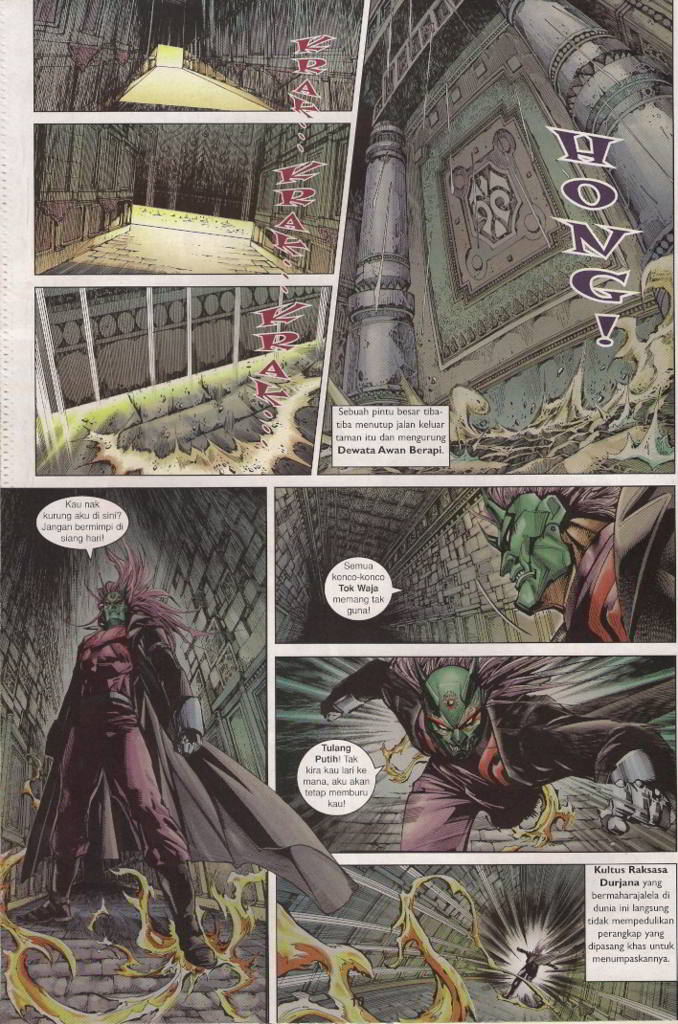 KRAK...
KRAK...
KRAK...
KRAK...
KRAK...
HONG!
Sebuah pintu besar tiba-
tiba menutup jalan keluar
taman itu dan mengurung
Dewata Awan Berapi.
Kau nak
kurung aku di sini?
Jangan bermimpi di
siang hari!
Semua
konco-konco
Tok Waja
memang tak
guna!
Tulang
Putih! Tak
kira kau lari ke
mana, aku akan
tetap memburu
kau!
Kultus Raksasa
Durjana yang
bermaharajalela di
dunia ini langsung
tidak mempedulikan
perangkap yang
dipasang khas untuk
menumpaskannya.